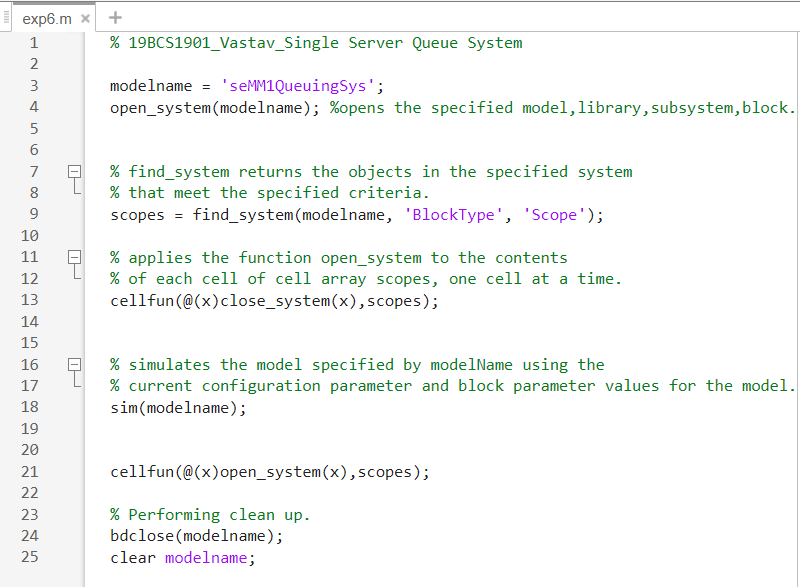 exp6.m × +
1 % 19BCS1901_Vastav_Single Server Queue System
2
3 modelname = 'seMM1QueuingSys';
4 open_system(modelname); %opens the specified model,library,subsystem,block.
5
6
7 % find_system returns the objects in the specified system
8 % that meet the specified criteria.
9 scopes = find_system(modelname, 'BlockType', 'Scope');
10
11 % applies the function open_system to the contents
12 % of each cell of cell array scopes, one cell at a time.
13 cellfun(@(x)close_system(x),scopes);
14
15
16 % simulates the model specified by modelName using the
17 % current configuration parameter and block parameter values for the model.
18 sim(modelname);
19
20
21 cellfun(@(x)open_system(x),scopes);
22
23 % Performing clean up.
24 bdclose(modelname);
25 clear modelname;